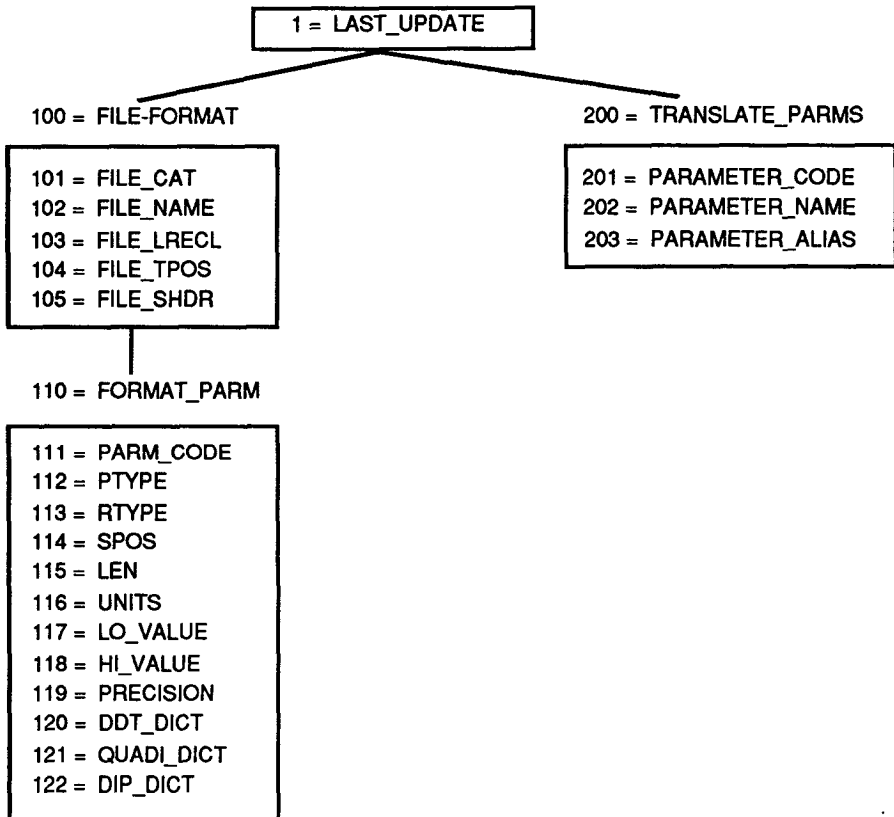 1 = LAST_UPDATE
100 = FILE-FORMAT
101 = FILE_CAT
102 = FILE_NAME
103 = FILE_LRECL
104 = FILE_TPOS
105 = FILE_SHDR
110 = FORMAT_PARM
111 = PARM_CODE
112 = PTYPE
113 = RTYPE
114 = SPOS
115 = LEN
116 = UNITS
117 = LO_VALUE
118 = HI_VALUE
119 = PRECISION
120 = DDT_DICT
121 = QUADI_DICT
122 = DIP_DICT
200 = TRANSLATE_PARMS
201 = PARAMETER_CODE
202 = PARAMETER_NAME
203 = PARAMETER_ALIAS